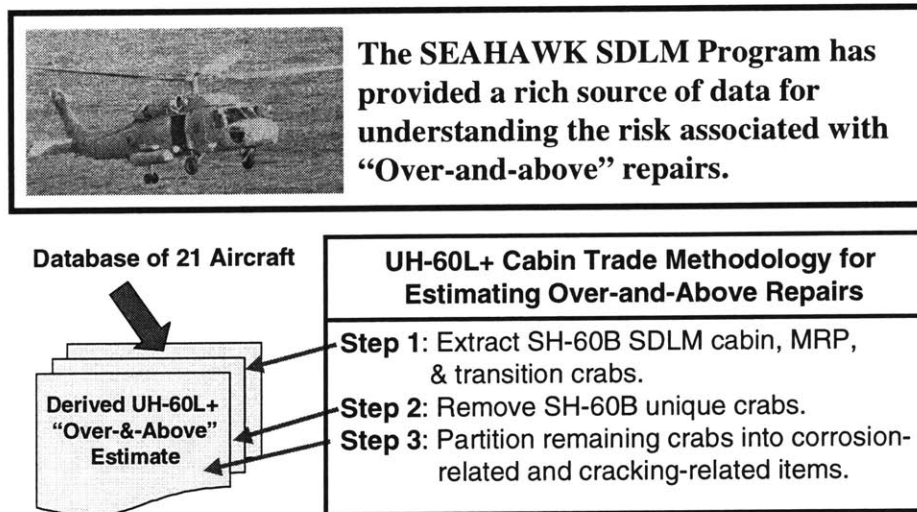 The SEAHAWK SDLM Program has
provided a rich source of data for
understanding the risk associated with
“Over-and-above” repairs.
Database of 21 Aircraft
Derived UH-60L+
“Over-&-Above”
Estimate
UH-60L+ Cabin Trade Methodology for
Estimating Over-and-Above Repairs
Step 1: Extract SH-60B SDLM cabin, MRP,
& transition crabs.
Step 2: Remove SH-60B unique crabs.
Step 3: Partition remaining crabs into corrosion-
related and cracking-related items.